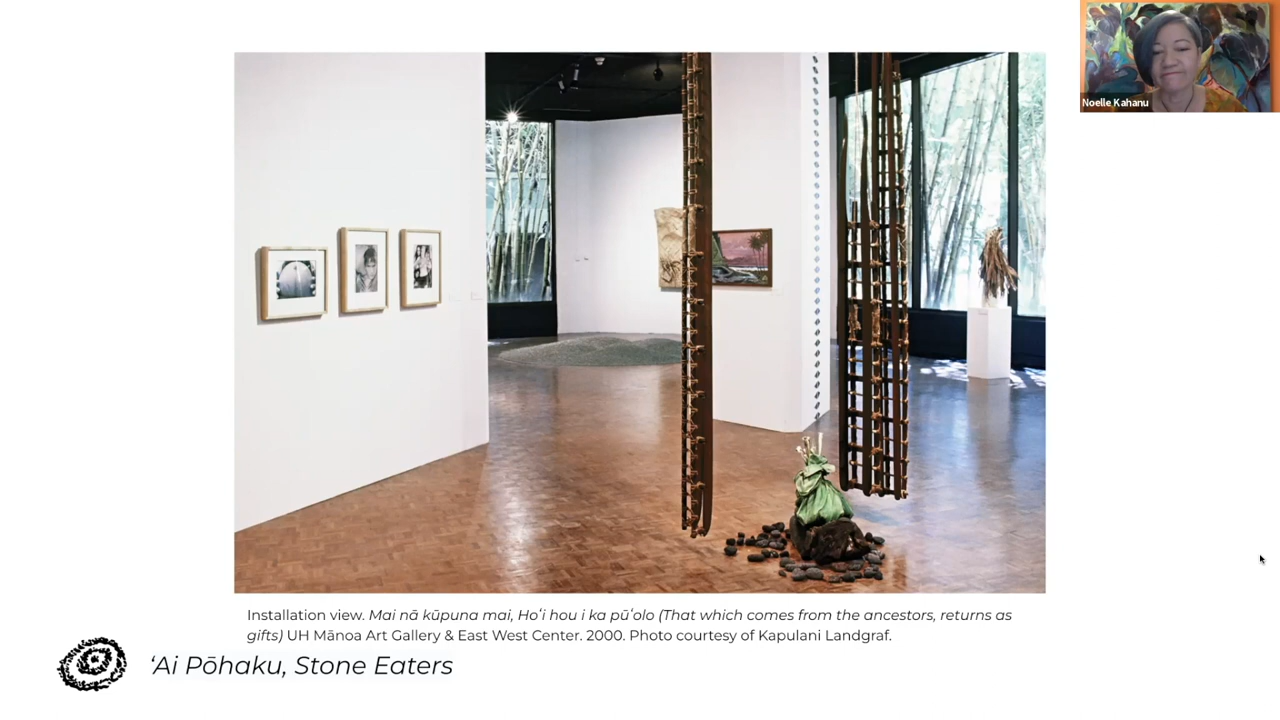 Noelle Kahanu
Installation view. Mai nā kūpuna mai, Hoʻi hou i ka pūʻolo (That which comes from the ancestors, returns as
gifts) UH Mānoa Art Gallery & East West Center. 2000. Photo courtesy of Kapulani Landgraf.
ʻAi Pōhaku, Stone Eaters